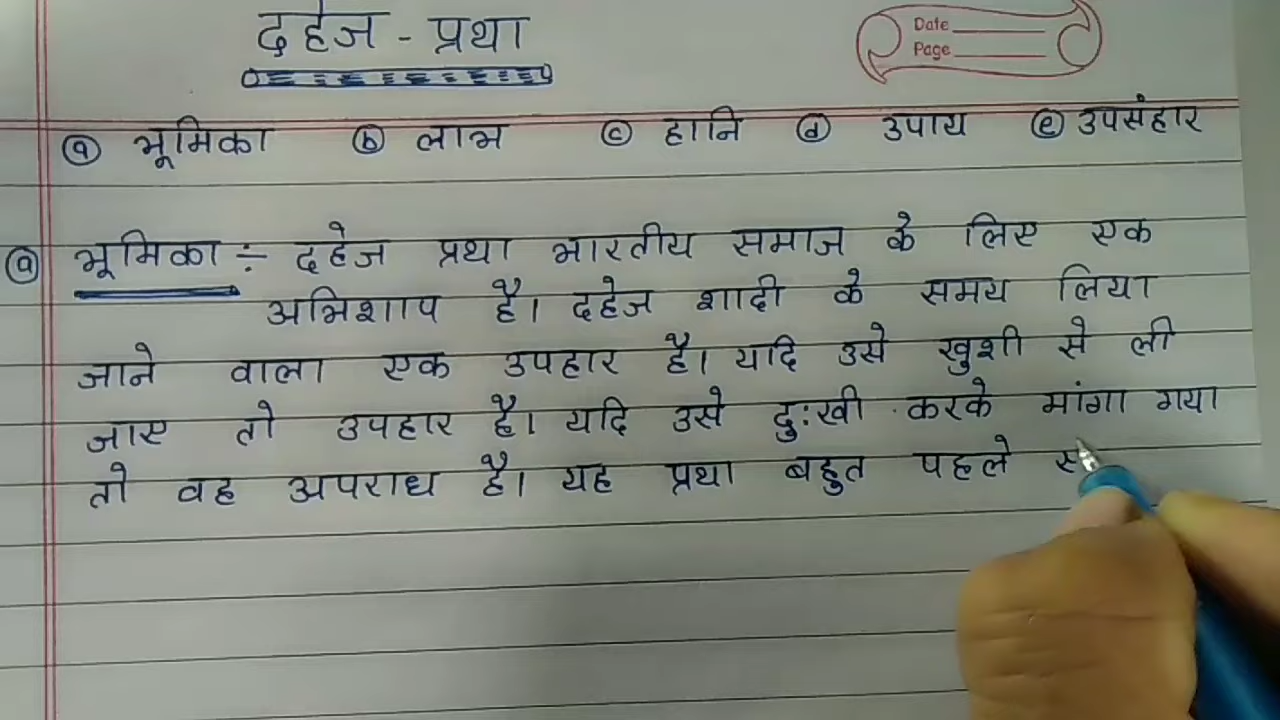 दहेज - प्रथा
Date
Page
ⓐ भूमिका ⓑ लाभ ⓒ हानि ⓓ उपाय ⓔ उपसंहार
ⓐ भूमिका ÷ दहेज प्रथा भारतीय समाज के लिए एक
अभिशाप है। दहेज शादी के समय लिया
जाने वाला एक उपहार है। यदि उसे खुशी से ली
जाए तो उपहार है। यदि उसे दुःखी करके मांगा गया
तो वह अपराध है। यह प्रथा बहुत पहले